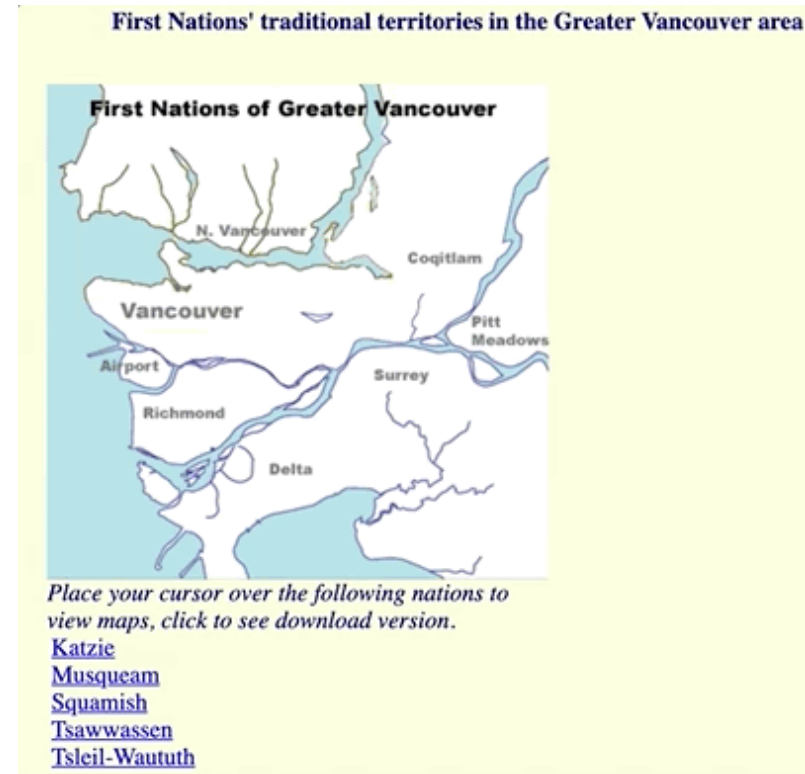 First Nations' traditional territories in the Greater Vancouver area
First Nations of Greater Vancouver
N. Vancouver
Coqitlam
Vancouver
Pitt
Meadows
Airport
Surrey
Richmond
Delta
Place your cursor over the following nations to
view maps, click to see download version.
Katzie
Musqueam
Squamish
Tsawwassen
Tsleil-Waututh